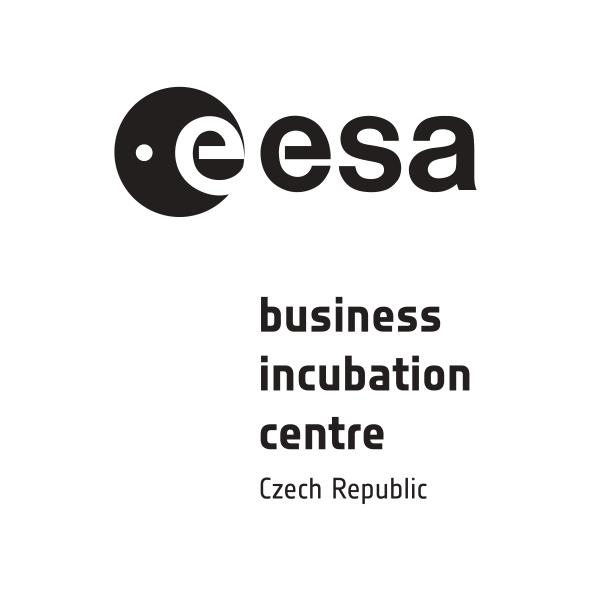 esa
business
incubation
centre
Czech Republic